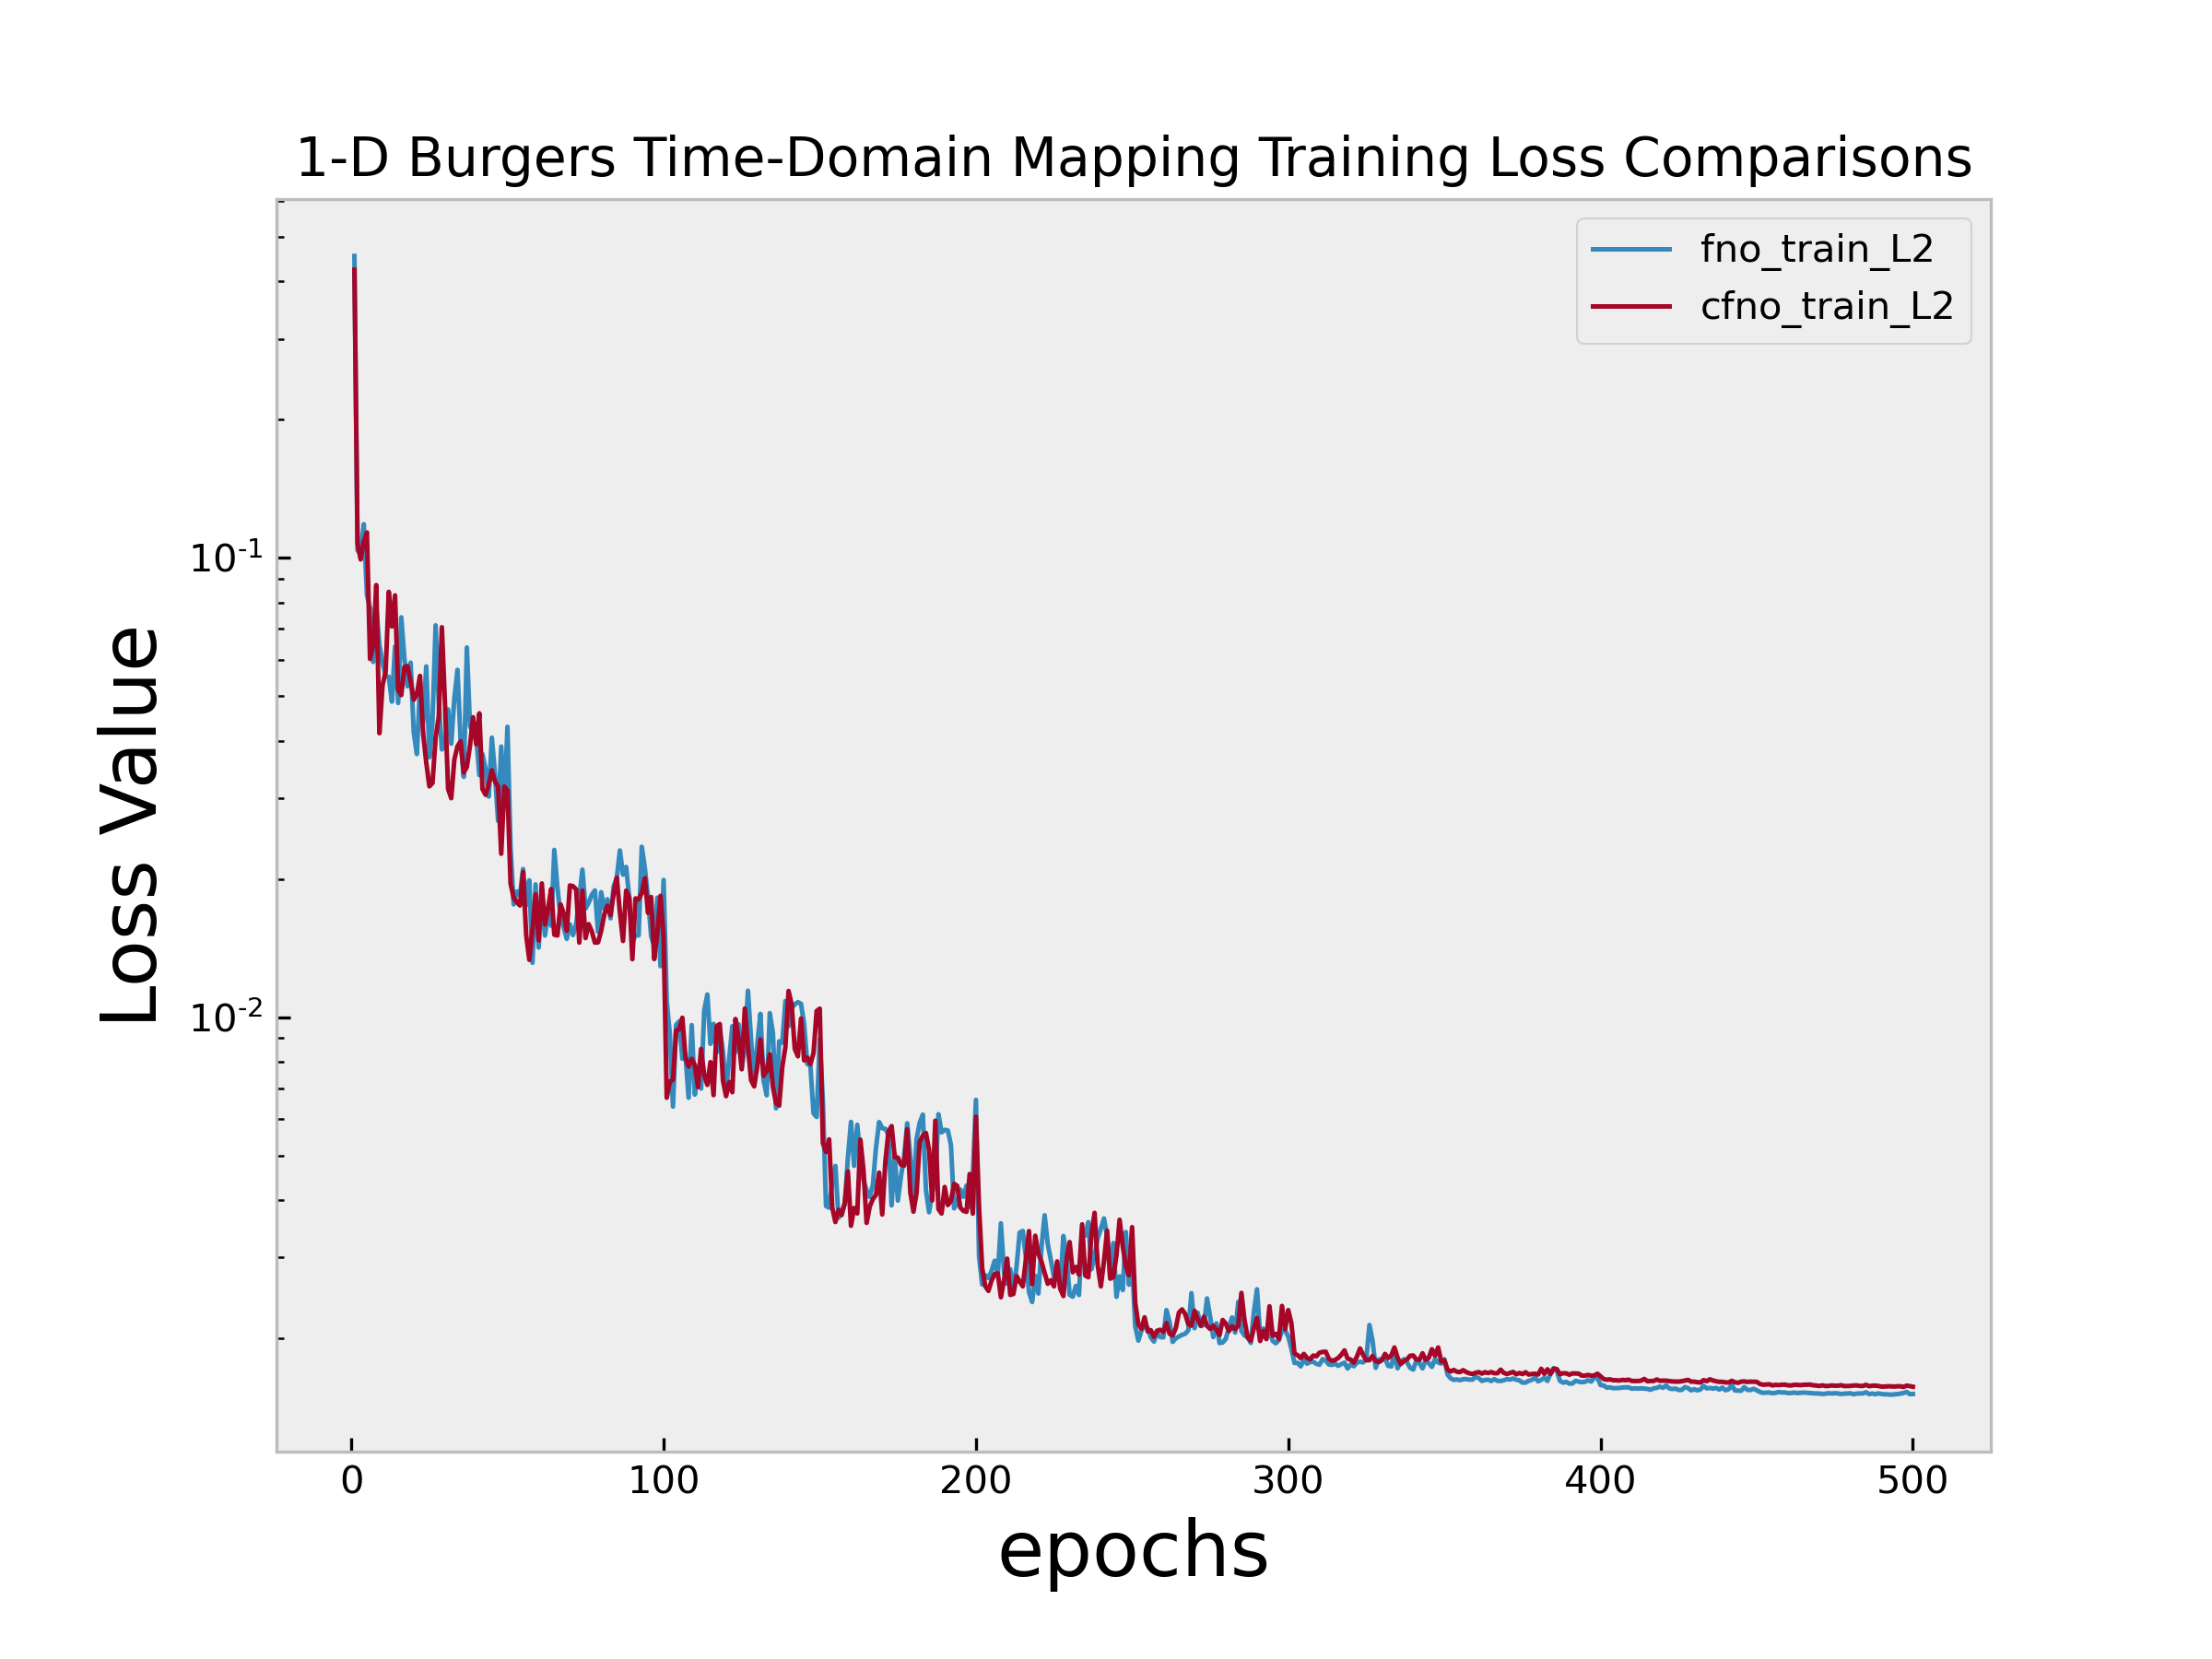 1-D Burgers Time-Domain Mapping Training Loss Comparisons
fno_train_L2
cfno_train_L2
Loss Value
10-1
10-2
0 100 200 300 400 500
epochs